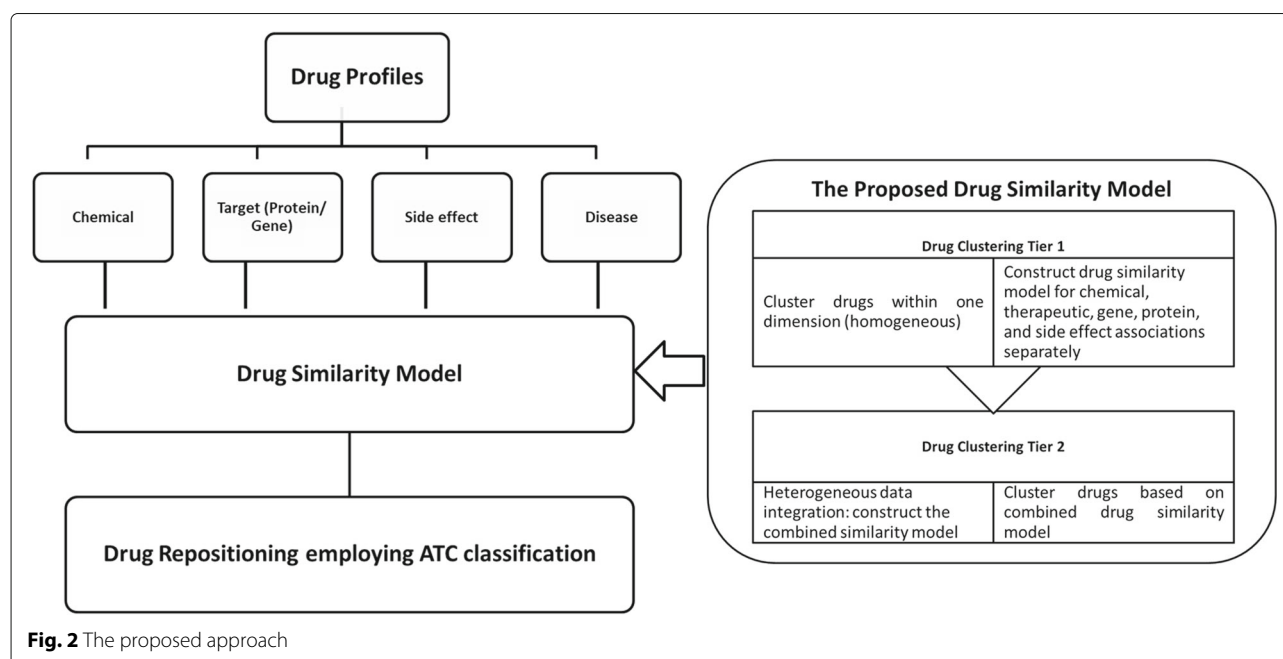 Drug Profiles
Chemical
Target (Protein/
Gene)
Side effect
Disease
Drug Similarity Model
Drug Repositioning employing ATC classification
The Proposed Drug Similarity Model
Drug Clustering Tier 1
Cluster drugs within one
dimension (homogeneous)
Construct drug similarity
model for chemical,
therapeutic, gene, protein,
and side effect associations
separately
Drug Clustering Tier 2
Heterogeneous data
integration: construct the
combined similarity model
Cluster drugs based on
combined drug similarity
model
Fig. 2 The proposed approach